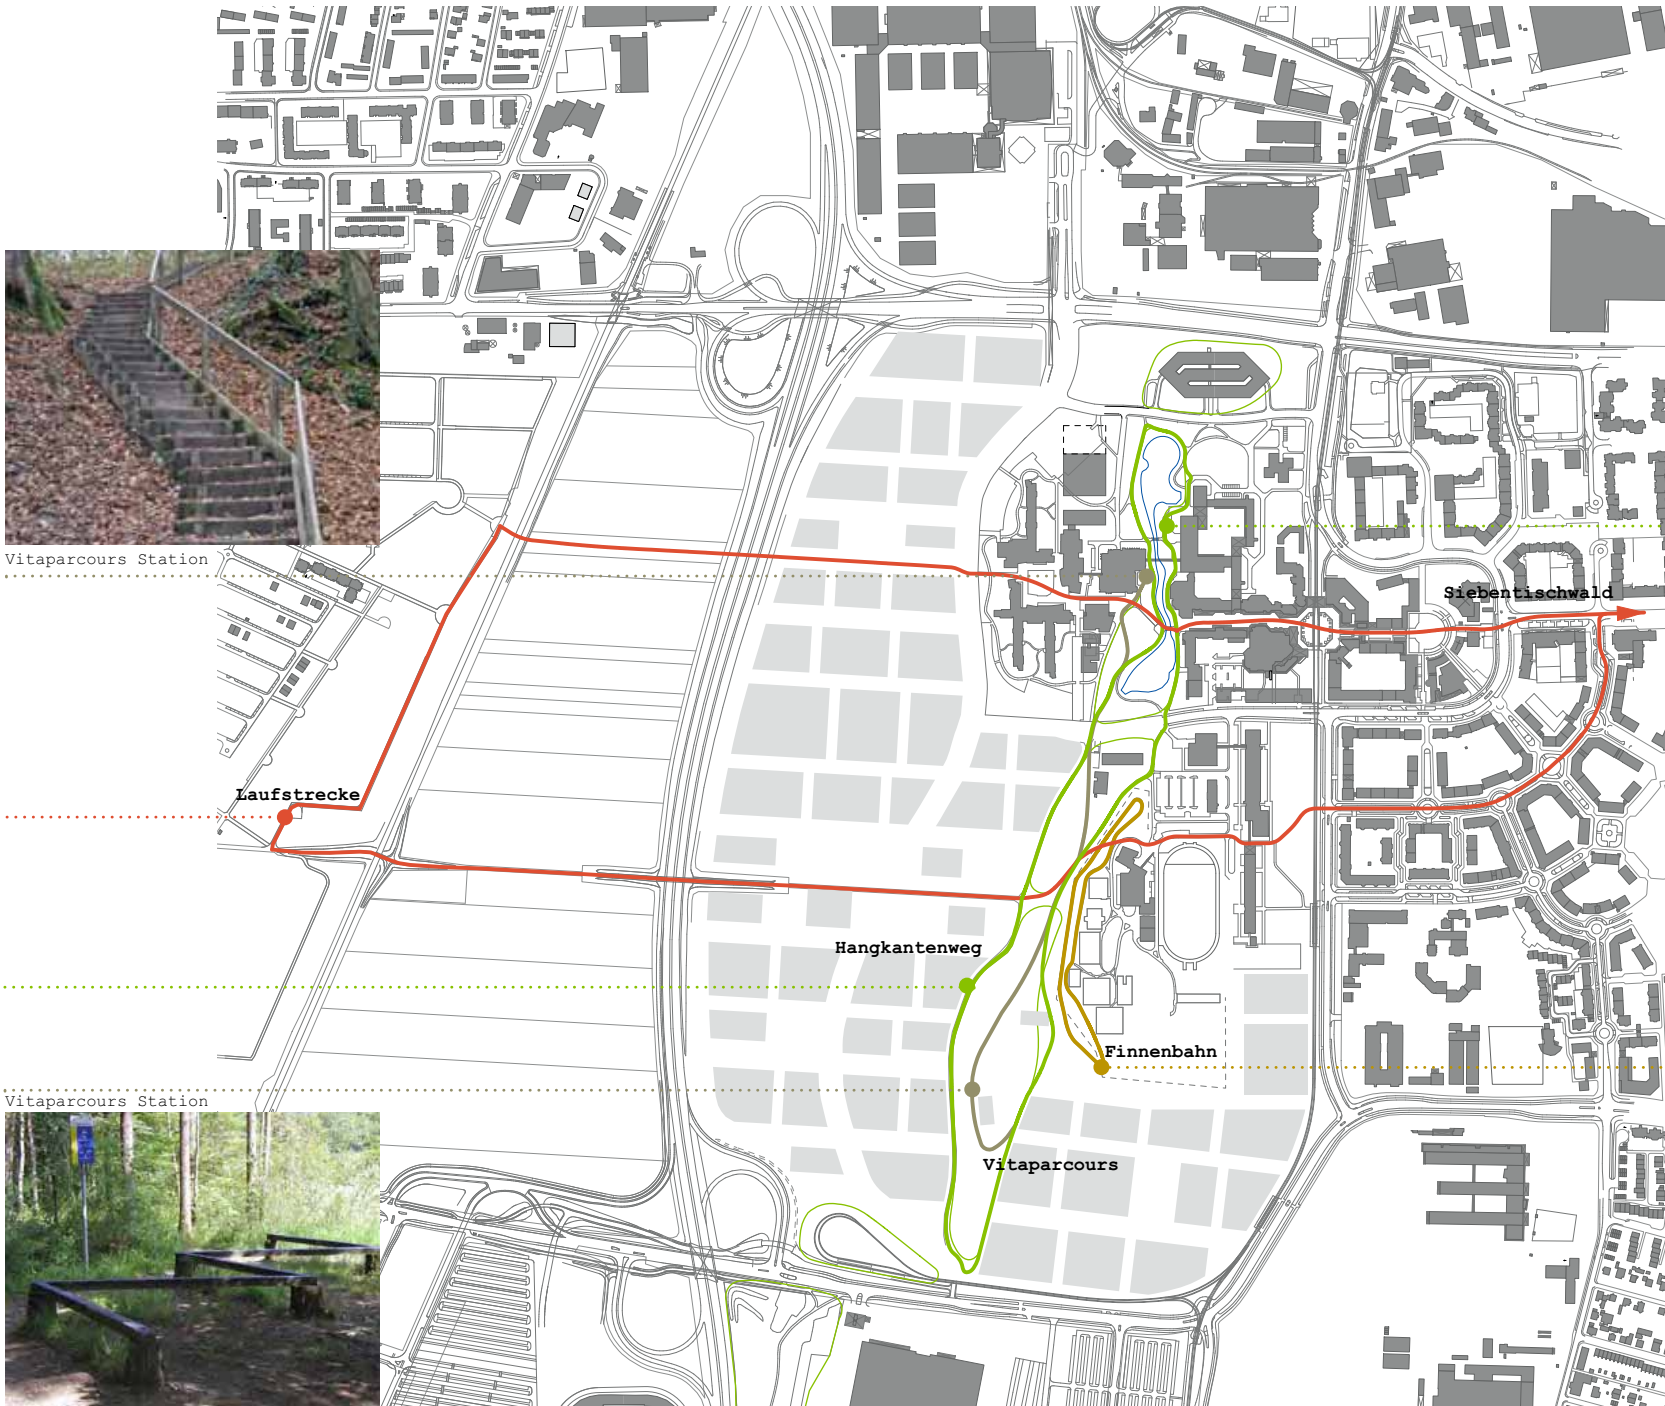 Vitaparcours Station
Siebentischwald
Laufstrecke
Hangkantenweg
Finnenbahn
Vitaparcours Station
Vitaparcours